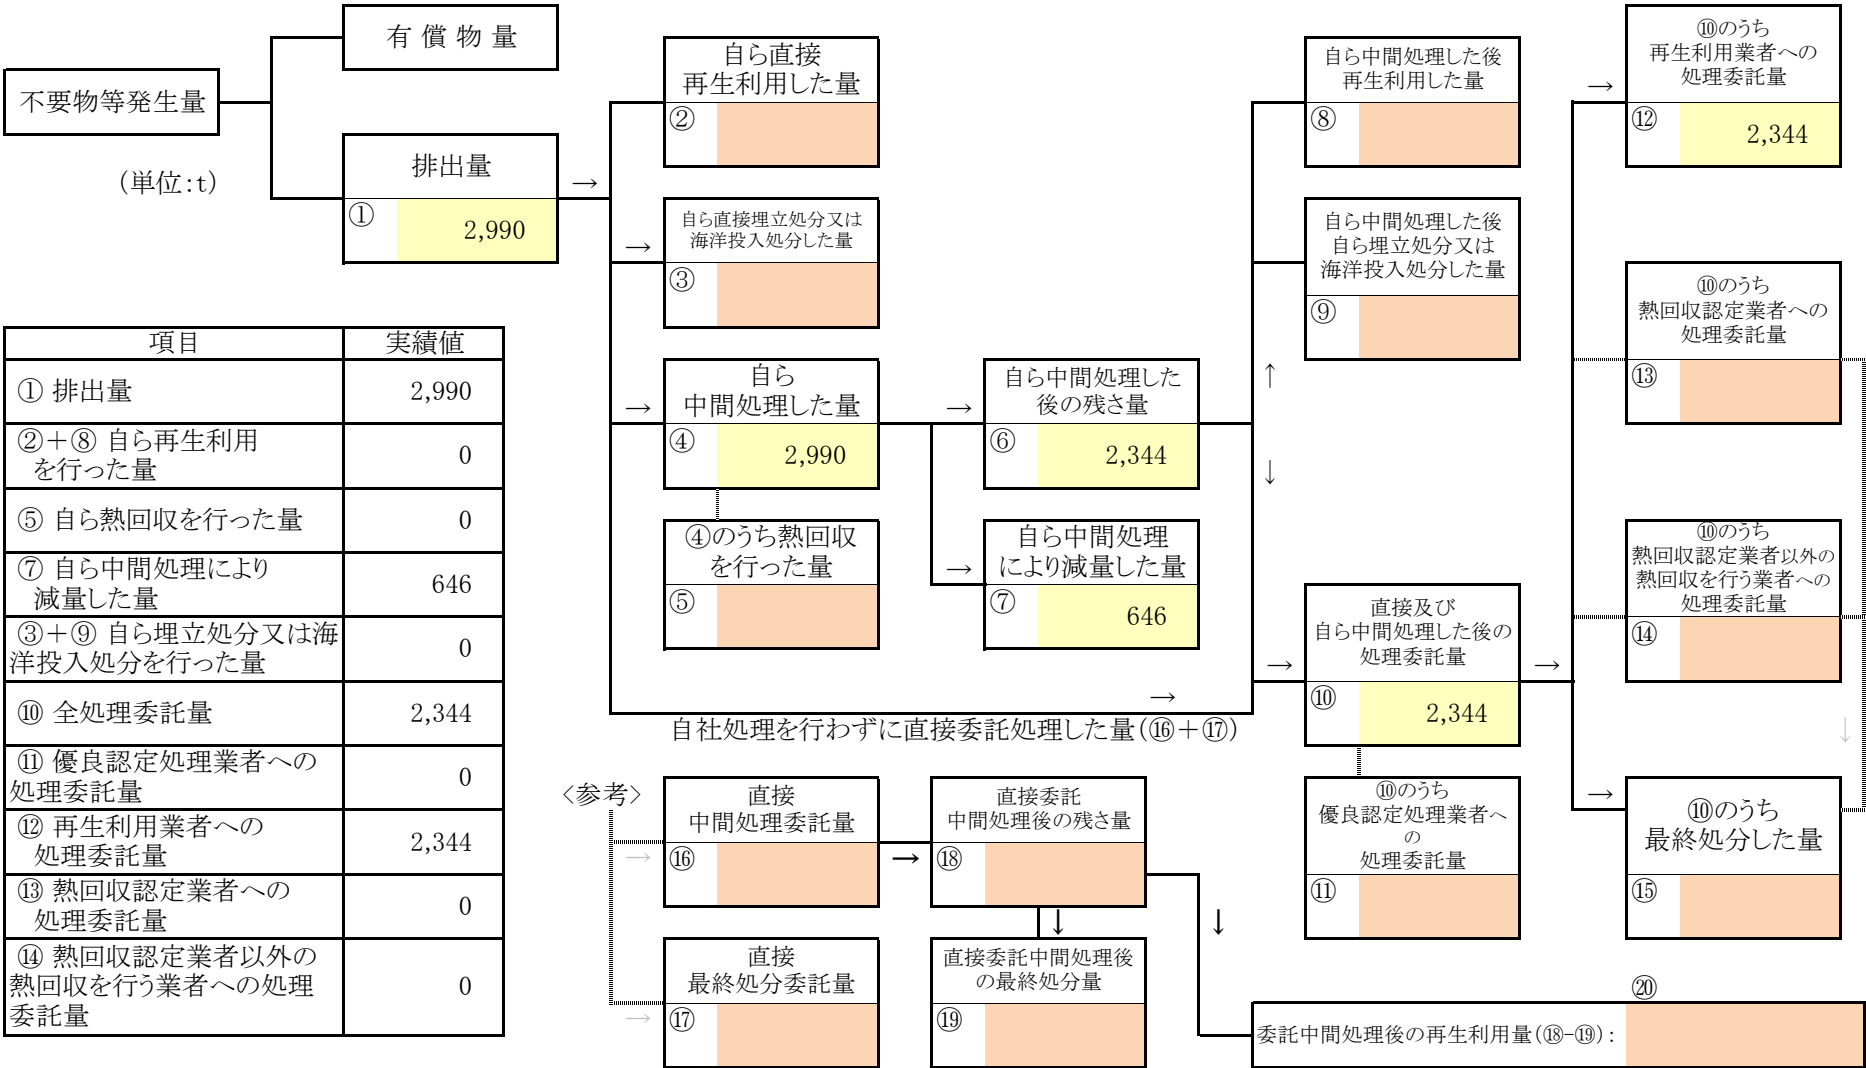 不要物等発生量
有 償 物 量
(単位:t)
排出量
①
2,990
→
自ら直接
再生利用した量
②
→
自ら直接埋立処分又は
海洋投入処分した量
③
→
自ら
中間処理した量
④
2,990
④のうち熱回収
を行った量
⑤
→
自ら中間処理した
後の残さ量
⑥
2,344
→
自ら中間処理
により減量した量
⑦
646
→
自社処理を行わずに直接委託処理した量(⑯＋⑰)
自ら中間処理した後
再生利用した量
⑧
自ら中間処理した後
自ら埋立処分又は
海洋投入処分した量
⑨
↑
↓
→
直接及び
自ら中間処理した後の
処理委託量
⑩
2,344
→
⑩のうち
優良認定処理業者へ
の
処理委託量
⑪
→
⑩のうち
再生利用業者への
処理委託量
⑫
2,344
⑩のうち
熱回収認定業者への
処理委託量
⑬
⑩のうち
熱回収認定業者以外の
熱回収を行う業者への
処理委託量
⑭
↓
→
⑩のうち
最終処分した量
⑮
項目 実績値
① 排出量 2,990
②＋⑧ 自ら再生利用
を行った量 0
⑤ 自ら熱回収を行った量 0
⑦ 自ら中間処理により
減量した量 646
③＋⑨ 自ら埋立処分又は海
洋投入処分を行った量 0
⑩ 全処理委託量 2,344
⑪ 優良認定処理業者への
処理委託量 0
⑫ 再生利用業者への
処理委託量 2,344
⑬ 熱回収認定業者への
処理委託量 0
⑭ 熱回収認定業者以外の
熱回収を行う業者への処理
委託量 0
〈参考〉
→
直接
中間処理委託量
⑯
→
直接委託
中間処理後の残さ量
⑱
↓
↓
→
直接
最終処分委託量
⑰
直接委託中間処理後
の最終処分量
⑲
⑳
委託中間処理後の再生利用量(⑱-⑲)：